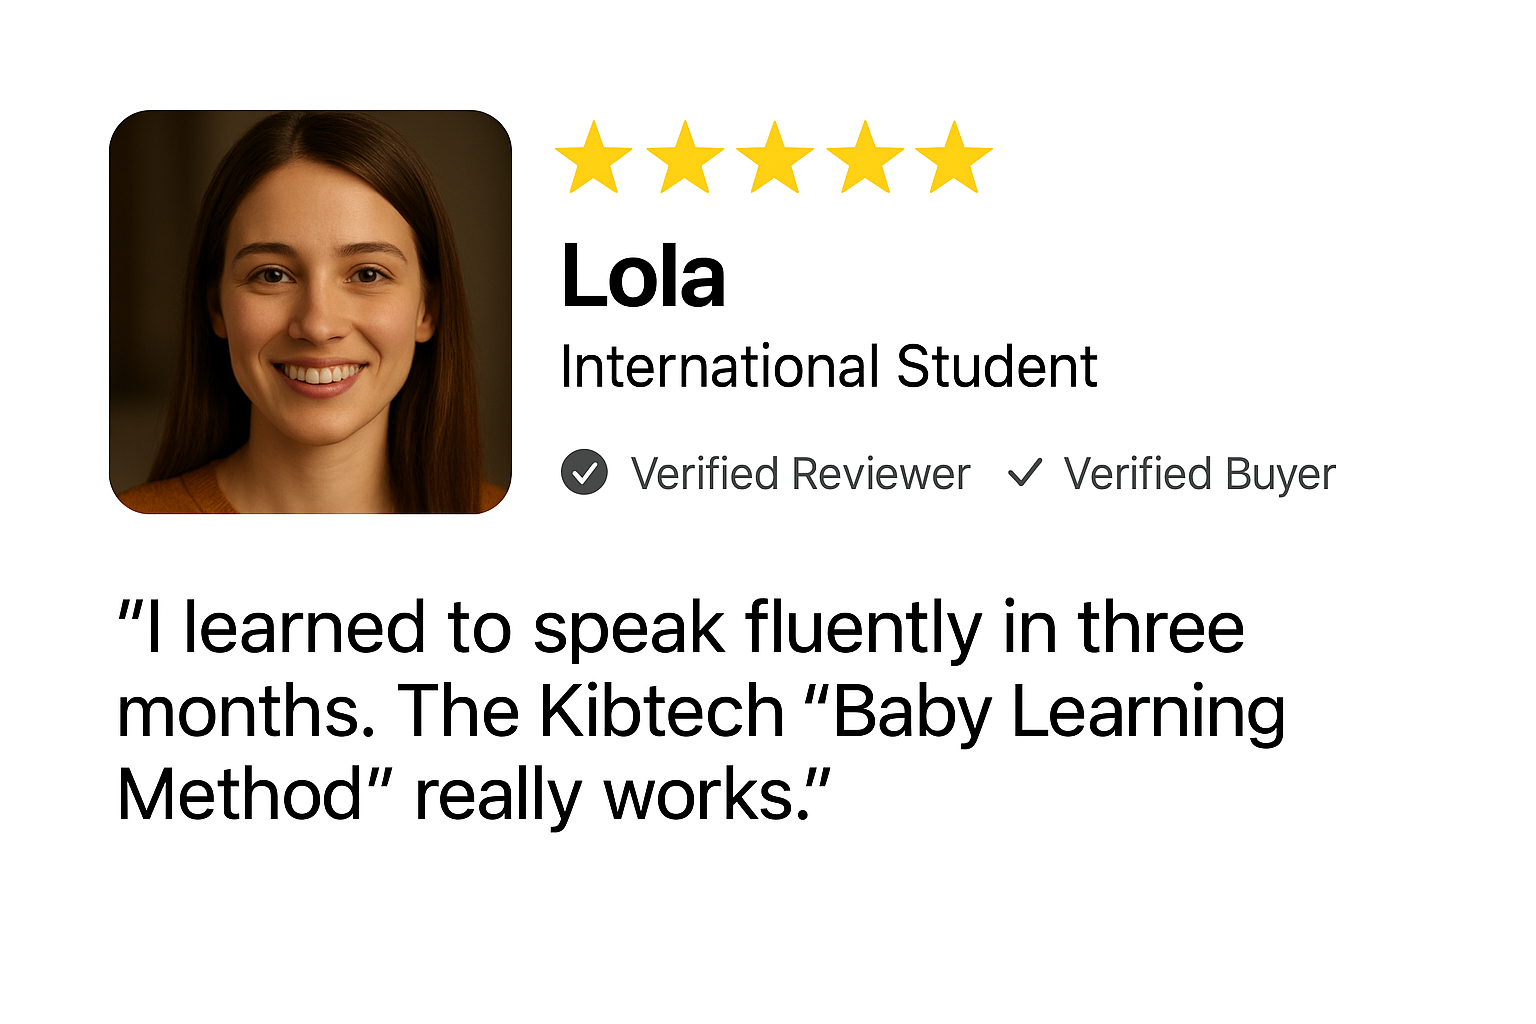 Lola
International Student
Verified Reviewer Verified Buyer
“I learned to speak fluently in three
months. The Kibtech “Baby Learning
Method” really works.”